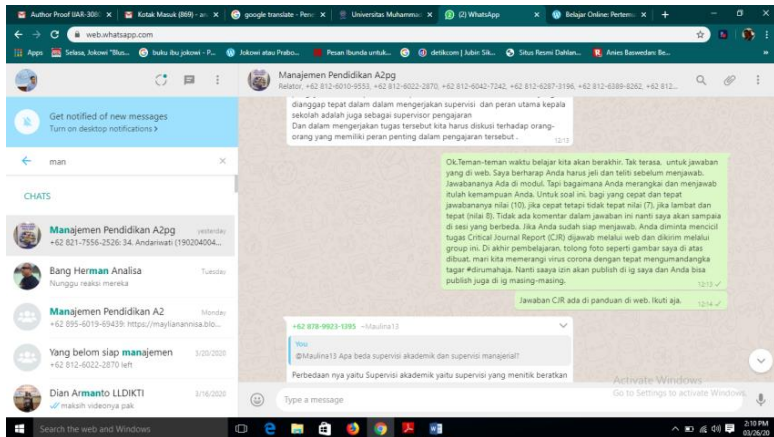 Author Proof IJAR-308
Kotak Masuk (869) - an
google translate - Pen
Universitas Muhamma
(2) WhatsApp
Belajar Online: Pertem
web.whatsapp.com
Apps
Selasa, Jokowi "Blus...
buku ibu jokowi - P...
Jokowi atau Prabo...
Pesan Ibunda untuk...
detikcom | Jubir: Sik...
Situs Resmi Dahlan...
Anies Baswedan: Be...
Get notified of new messages
Turn on desktop notifications >
man
CHATS
Manajemen Pendidikan A2pg
yesterday
+62 821-7556-2526: 34. Andariwati (190204004...
Bang Herman Analisa
Tuesday
Nunggu reaksi mereka
Manajemen Pendidikan A2
Monday
+62 895-6019-69439: https://maylianannisa.blo...
Yang belom siap manajemen
3/20/2020
+62 812-6022-2870 left
Dian Armanto LLDIKTI
3/16/2020
maksih videonya pak
Manajemen Pendidikan A2pg
Relator, +62 812-6010-9553, +62 812-6022-2870, +62 812-6042-7242, +62 812-6287-3196, +62 812-6389-8262, +62 812...
dianggap tepat dalam dalam mengerjakan supervisi dan peran utama kepala
sekolah adalah juga sebagai supervisor pengajaran
Dan dalam mengerjakan tugas tersebut kita harus diskusi terhadap orang-
orang yang memiliki peran penting dalam pengajaran tersebut .
12/13
Ok.Teman-teman waktu belajar kita akan berakhir. Tak terasa, untuk jawaban
yang di web. Saya berharap Anda harus jeli dan teliti sebelum menjawab.
Jawabananya Ada di modul. Tapi bagaimana Anda merangkai dan menjawab
itulah kemampuan Anda. Untuk soal ini, bagi yang cepat dan tepat
jawabananya nilai (10), jika cepat tetapi tidak tepat nilai (7), jika lambat dan
tepat (nilai 8). Tidak ada komentar dalam jawaban ini nanti saya akan sampaia
di sesi yang berbeda. Jika Anda sudah siap menjawab, Anda diminta mencicil
tugas Critical Journal Report (CJR) dijawab melalui web dan dikirim melalui
group ini. Di akhir pembelajaran, tolong foto seperti gambar saya di atas
dibuat, mari kita memerangi virus corona dengan tepat mengumandangka
tagar #dirumahaja. Nanti saaya izin akan publish di ig saya dan Anda bisa
publish juga di ig masing-masing.
12/13
Jawaban CJR ada di panduan di web. Ikuti aja.
12/14
+62 878-9923-1395 ~Maulina13
You
@Maulina13 Apa beda supervisi akademik dan supervisi manajerial?
Perbedaan nya yaitu Supervisi akademik yaitu supervisi yang menitik beratkan
Type a message
Activate Windows
Go to Settings to activate Windows.
Search the web and Windows
2:10 PM
03/26/20